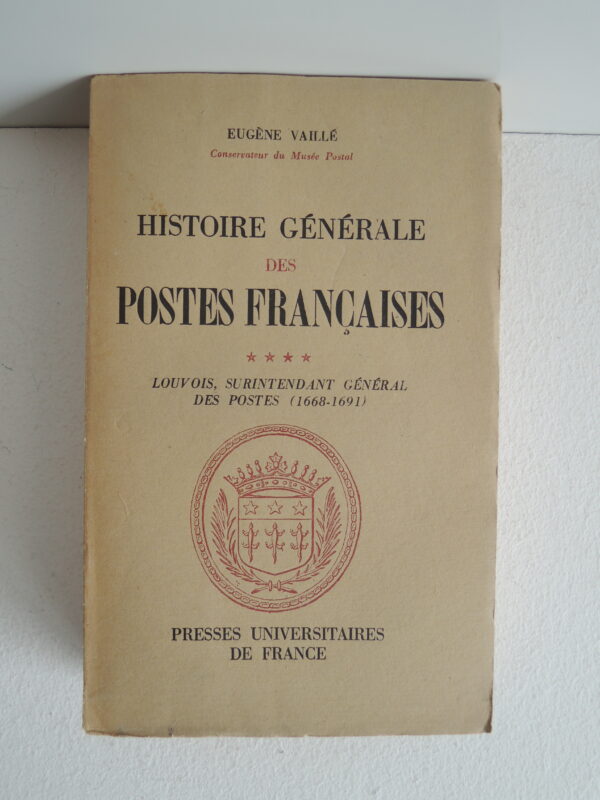 EUGÈNE VAILLÉ
Conservateur du Musée Postal
HISTOIRE GÉNÉRALE
DES
POSTES FRANÇAISES
★ ★ ★ ★
LOUVOIS, SURINTENDANT GÉNÉRAL
DES POSTES (1668-1691)
PRESSES UNIVERSITAIRES
DE FRANCE